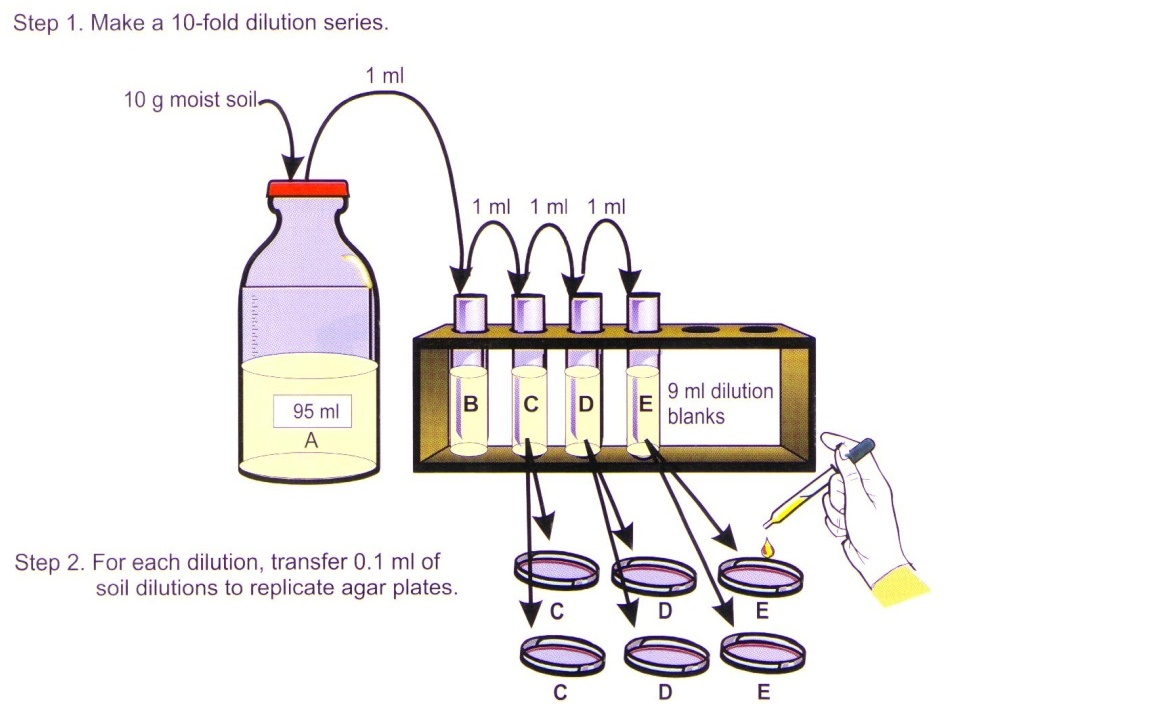 Step 1. Make a 10-fold dilution series.
1 ml
10 g moist soil
1 ml 1 ml 1 ml
95 ml
A
B C D E
9 ml dilution
blanks
Step 2. For each dilution, transfer 0.1 ml of
soil dilutions to replicate agar plates.
C D E
C D E